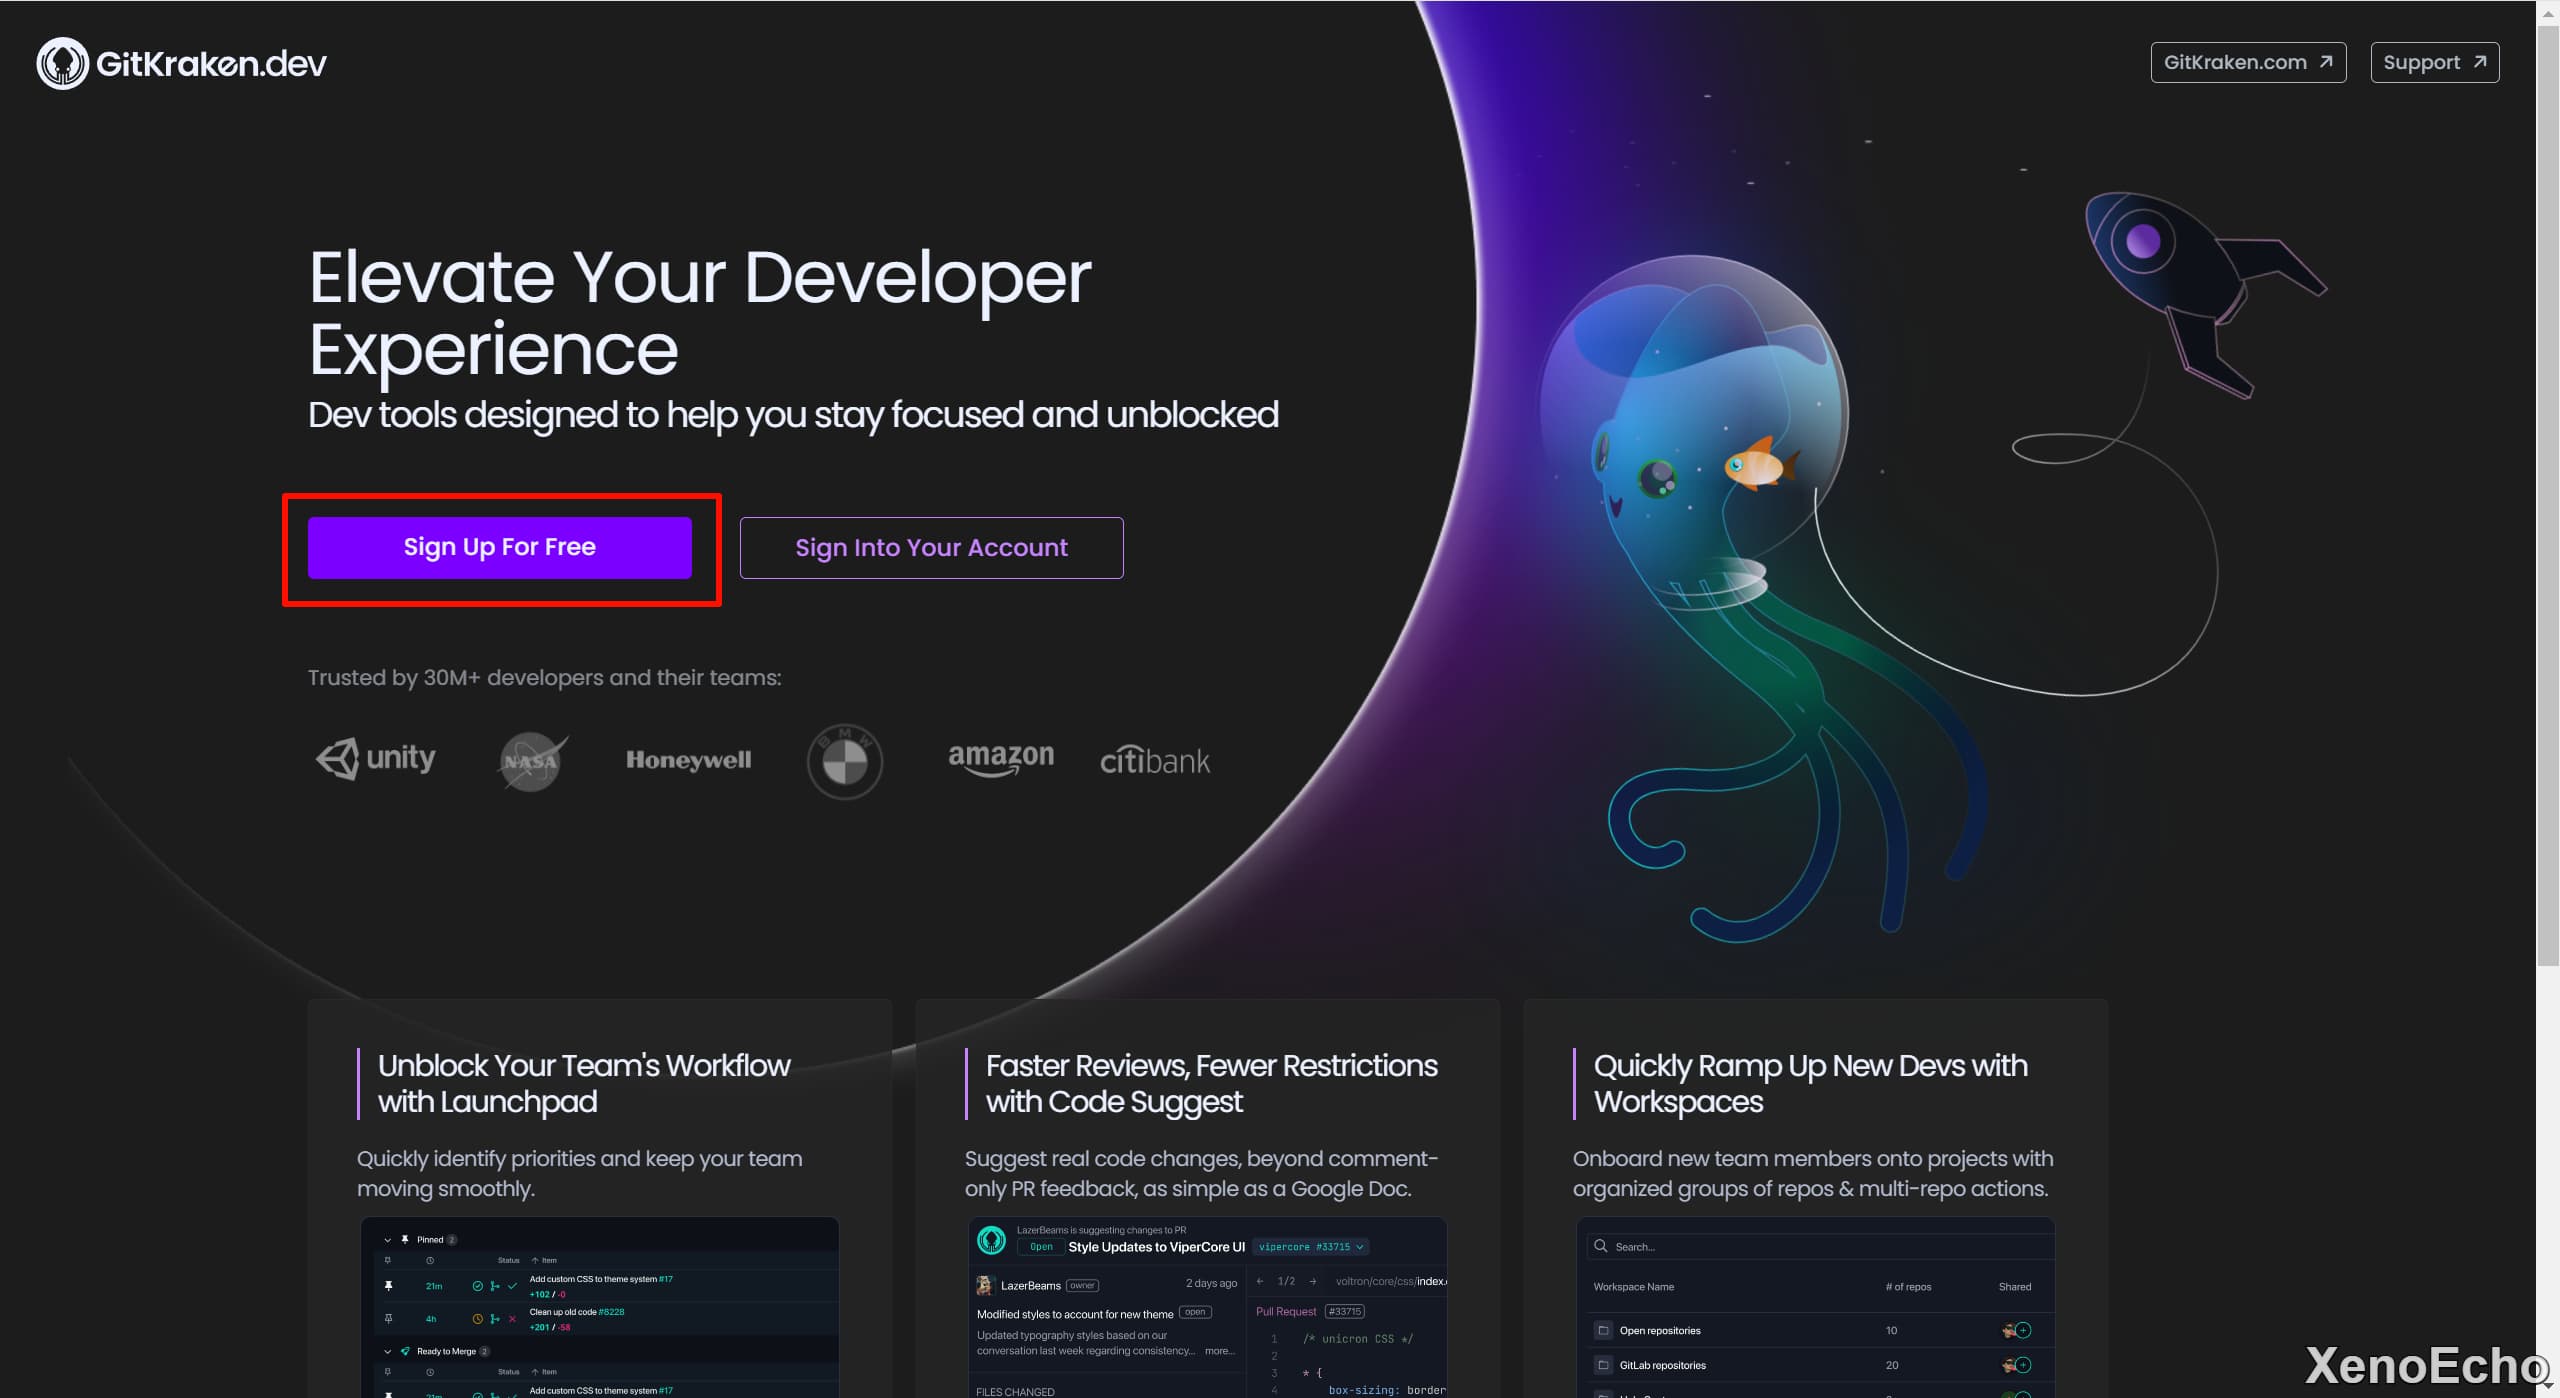 GitKraken.dev
GitKraken.com
Support
Elevate Your Developer
Experience
Dev tools designed to help you stay focused and unblocked
Sign Up For Free
Sign Into Your Account
Trusted by 30M+ developers and their teams:
unity
NASA
Honeywell
BMW
amazon
citibank
Unblock Your Team's Workflow
with Launchpad
Quickly identify priorities and keep your team
moving smoothly.
Pinned 2
Status Item
21m Add custom CSS to theme system #17
+102 / -0
4h Clean up old code #8228
+201 / -58
Ready to Merge 2
Status Item
21m Add custom CSS to theme system #17
Faster Reviews, Fewer Restrictions
with Code Suggest
Suggest real code changes, beyond comment-
only PR feedback, as simple as a Google Doc.
LazerBeams is suggesting changes to PR
Open Style Updates to ViperCore UI vipercore #33715
LazerBeams owner 2 days ago
Modified styles to account for new theme open
Updated typography styles based on our
conversation last week regarding consistency... more...
FILES CHANGED
← 1/2 → voltron/core/css/index.
Pull Request #33715
1 /* unicron CSS */
2
3 * {
4 box-sizing: border
Quickly Ramp Up New Devs with
Workspaces
Onboard new team members onto projects with
organized groups of repos & multi-repo actions.
Search...
Workspace Name # of repos Shared
Open repositories 10
GitLab repositories 20
XenoEcho